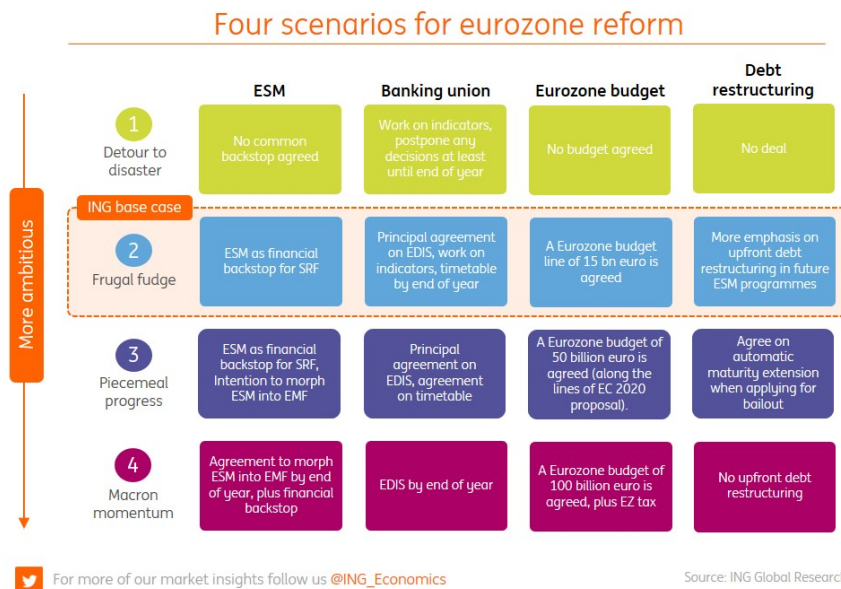 Four scenarios for eurozone reform
ESM
Banking union
Eurozone budget
Debt
restructuring
More ambitious
1
Detour to
disaster
No common
backstop agreed
Work on indicators,
postpone any
decisions at least
until end of year
No budget agreed
No deal
ING base case
2
Frugal fudge
ESM as financial
backstop for SRF
Principal agreement
on EDIS, work on
indicators, timetable
by end of year
A Eurozone budget
line of 15 bn euro is
agreed
More emphasis on
upfront debt
restructuring in future
ESM programmes
3
Piecemeal
progress
ESM as financial
backstop for SRF,
Intention to morph
ESM into EMF
Principal
agreement on
EDIS, agreement
on timetable
A Eurozone budget of
50 billion euro is
agreed (along the
lines of EC 2020
proposal).
Agree on
automatic
maturity extension
when applying for
bailout
4
Macron
momentum
Agreement to morph
ESM into EMF by end
of year, plus financial
backstop
EDIS by end of year
A Eurozone budget of
100 billion euro is
agreed, plus EZ tax
No upfront debt
restructuring
For more of our market insights follow us @ING_Economics
Source: ING Global Research